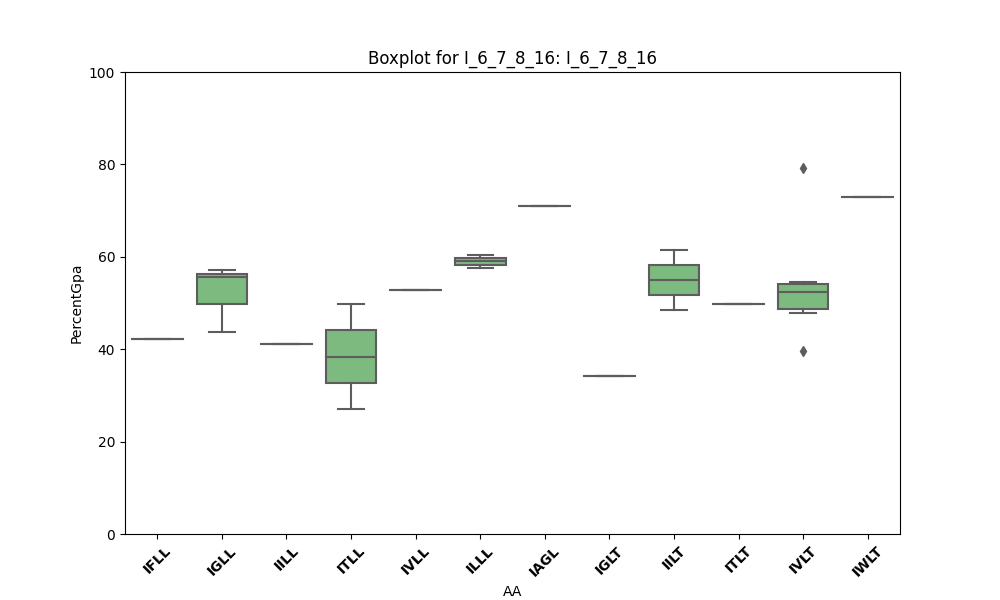 Boxplot for I_6_7_8_16: I_6_7_8_16
100
80
60
40
20
0
PercentGpa
IFLL
IGLL
IILL
ITLL
IVLL
ILLL
IAGL
IGLT
IILT
ITLT
IVLT
IWLT
AA